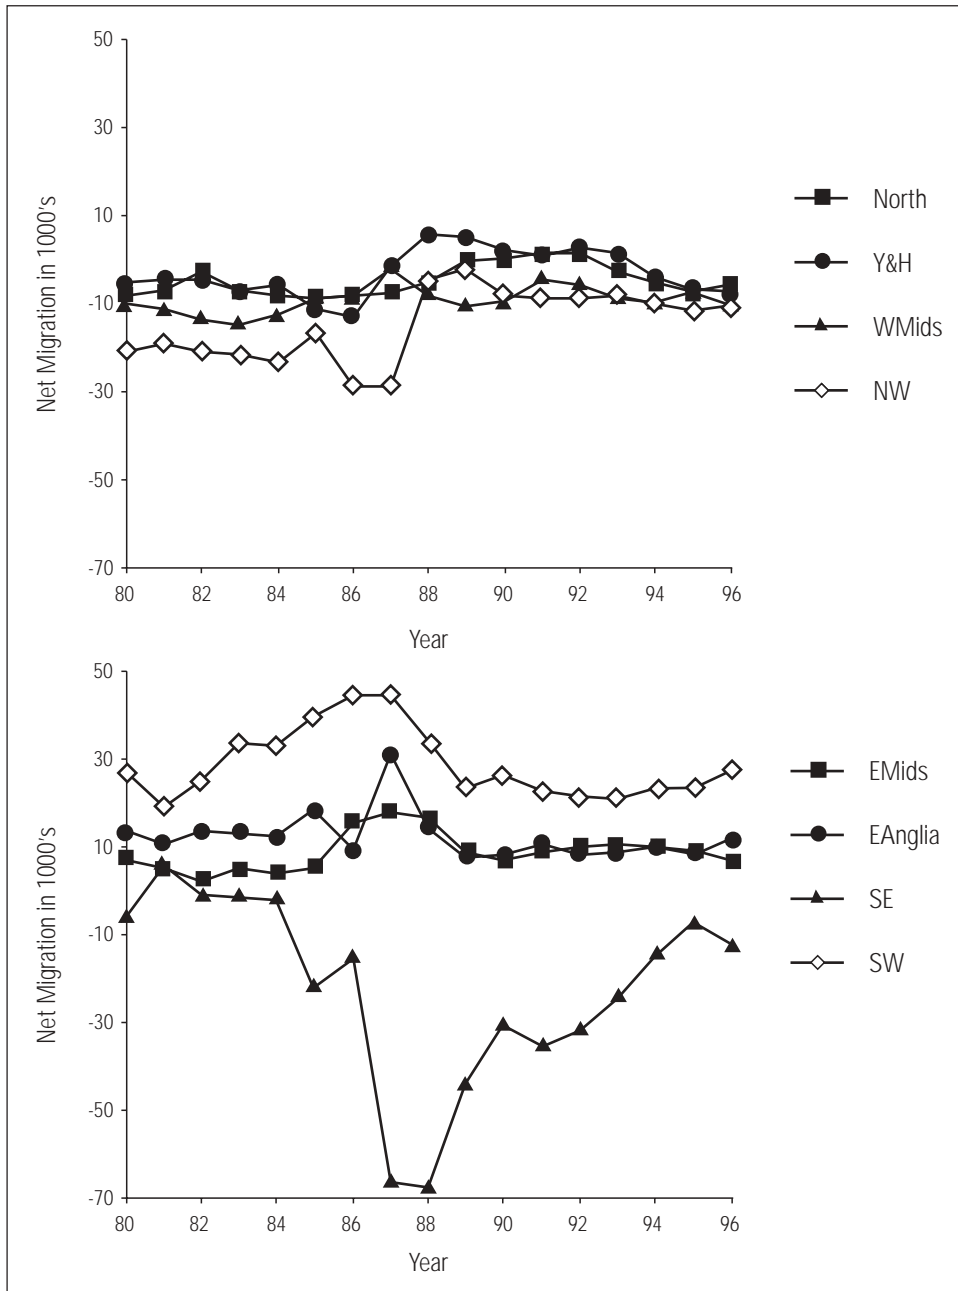 50
30
10
-10
-30
-50
-70
Net Migration in 1000's
80 82 84 86 88 90 92 94 96
Year
North
Y&H
WMids
NW
50
30
10
-10
-30
-50
-70
Net Migration in 1000's
80 82 84 86 88 90 92 94 96
Year
EMids
EAnglia
SE
SW